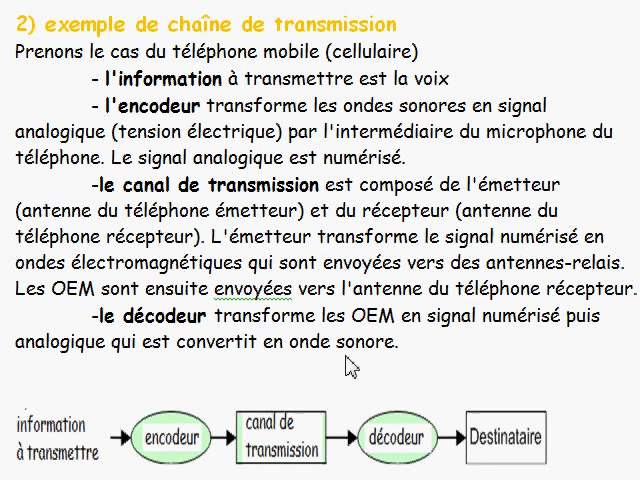 2) exemple de chaîne de transmission
Prenons le cas du téléphone mobile (cellulaire)
- l'information à transmettre est la voix
- l'encodeur transforme les ondes sonores en signal
analogique (tension électrique) par l'intermédiaire du microphone du
téléphone. Le signal analogique est numérisé.
-le canal de transmission est composé de l'émetteur
(antenne du téléphone émetteur) et du récepteur (antenne du
téléphone récepteur). L'émetteur transforme le signal numérisé en
ondes électromagnétiques qui sont envoyées vers des antennes-relais.
Les OEM sont ensuite envoyées vers l'antenne du téléphone récepteur.
-le décodeur transforme les OEM en signal numérisé puis
analogique qui est convertit en onde sonore.
information
à transmettre
encodeur
canal de
transmission
décodeur
Destinataire